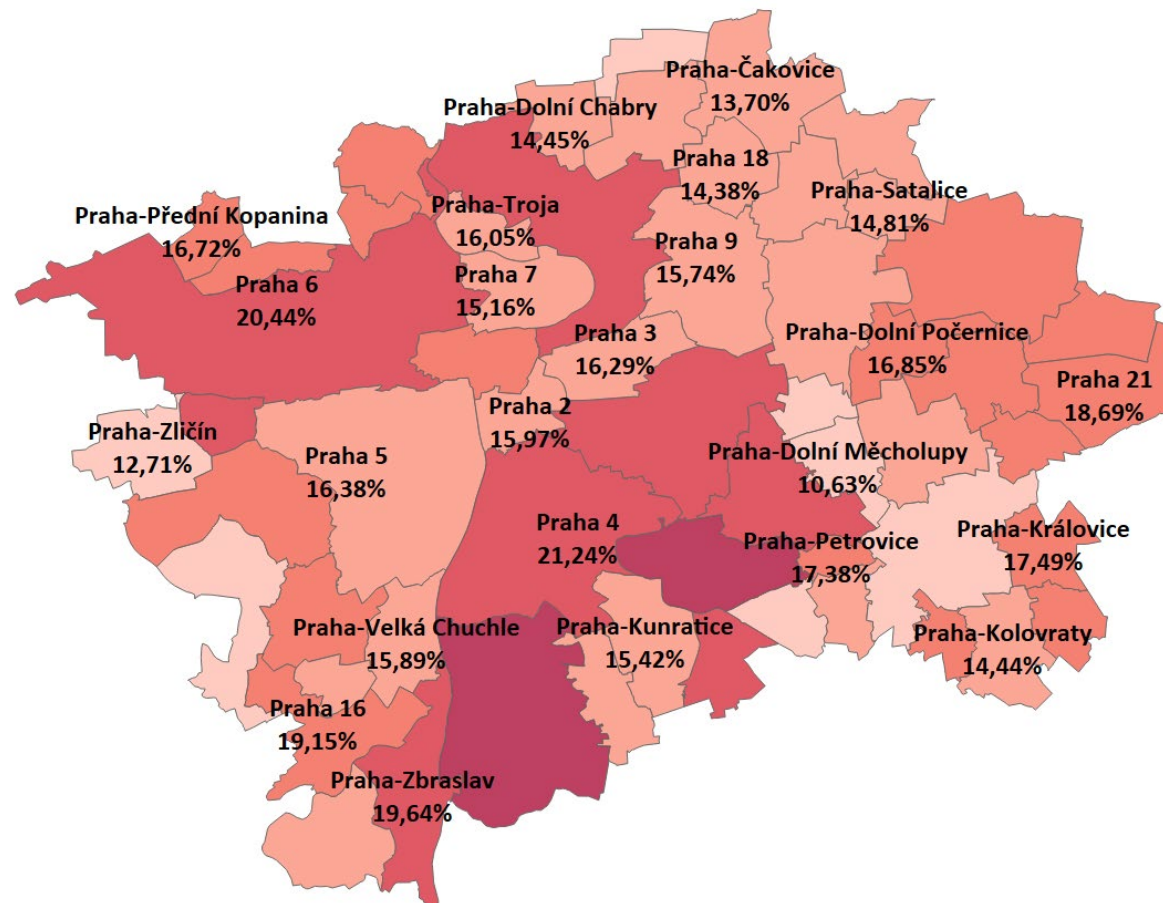 Praha-Čakovice
13,70%
Praha-Dolní Chabry
14,45%
Praha 18
14,38%
Praha-Satalice
14,81%
Praha-Přední Kopanina
16,72%
Praha-Troja
16,05%
Praha 9
15,74%
Praha 6
20,44%
Praha 7
15,16%
Praha 3
16,29%
Praha-Dolní Počernice
16,85%
Praha 21
18,69%
Praha 2
15,97%
Praha-Zličín
12,71%
Praha 5
16,38%
Praha-Dolní Měcholupy
10,63%
Praha 4
21,24%
Praha-Petrovice
17,38%
Praha-Královice
17,49%
Praha-Velká Chuchle
15,89%
Praha-Kunratice
15,42%
Praha-Kolovraty
14,44%
Praha 16
19,15%
Praha-Zbraslav
19,64%